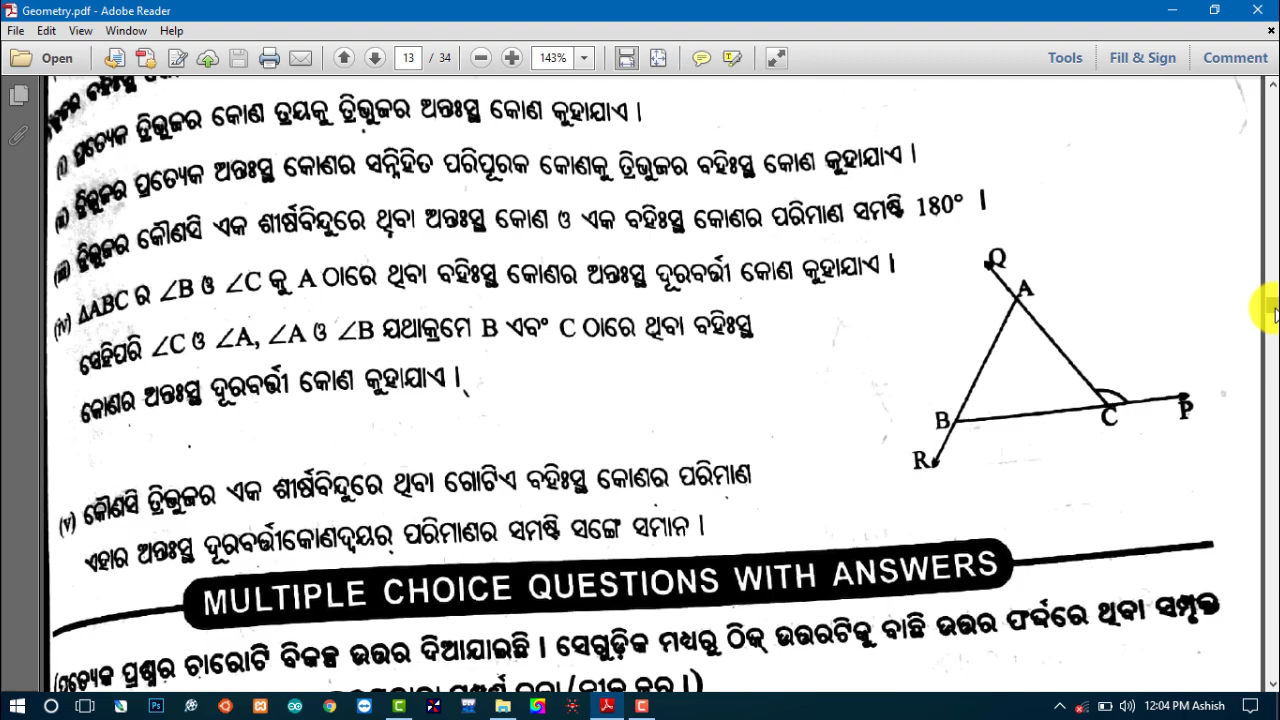 Geometry.pdf - Adobe Reader
File Edit View Window Help
Open 13 / 34 143% Tools Fill & Sign Comment
(i) ପ୍ରତ୍ୟେକ ତ୍ରିଭୁଜର କୋଣ ତ୍ରୟକୁ ତ୍ରିଭୁଜର ଅନ୍ତଃସ୍ଥ କୋଣ କୁହାଯାଏ ।
(ii) ତ୍ରିଭୁଜର ପ୍ରତ୍ୟେକ ଅନ୍ତଃସ୍ଥ କୋଣର ସନ୍ନିହିତ ପରିପୂରକ କୋଣକୁ ତ୍ରିଭୁଜର ବହିଃସ୍ଥ କୋଣ କୁହାଯାଏ ।
(iii) ତ୍ରିଭୁଜର କୌଣସି ଏକ ଶୀର୍ଷବିନ୍ଦୁରେ ଥିବା ଅନ୍ତଃସ୍ଥ କୋଣ ଓ ଏକ ବହିଃସ୍ଥ କୋଣର ପରିମାଣ ସମଷ୍ଟି 180° ।
(iv) ΔABC ର ∠B ଓ ∠C କୁ A ଠାରେ ଥିବା ବହିଃସ୍ଥ କୋଣର ଅନ୍ତଃସ୍ଥ ଦୂରବର୍ତ୍ତୀ କୋଣ କୁହାଯାଏ ।
ସେହିପରି ∠C ଓ ∠A, ∠A ଓ ∠B ଯଥାକ୍ରମେ B ଏବଂ C ଠାରେ ଥିବା ବହିଃସ୍ଥ
କୋଣର ଅନ୍ତଃସ୍ଥ ଦୂରବର୍ତ୍ତୀ କୋଣ କୁହାଯାଏ ।
Q
A
B
C
P
R
(v) କୌଣସି ତ୍ରିଭୁଜର ଏକ ଶୀର୍ଷବିନ୍ଦୁରେ ଥିବା ଗୋଟିଏ ବହିଃସ୍ଥ କୋଣର ପରିମାଣ
ଏହାର ଅନ୍ତଃସ୍ଥ ଦୂରବର୍ତ୍ତୀକୋଣଦ୍ୱୟର ପରିମାଣର ସମଷ୍ଟି ସଙ୍ଗେ ସମାନ ।
MULTIPLE CHOICE QUESTIONS WITH ANSWERS
(ପ୍ରତ୍ୟେକ ପ୍ରଶ୍ନର ଚାରୋଟି ବିକଳ୍ପ ଉତ୍ତର ଦିଆଯାଇଛି । ସେଗୁଡ଼ିକ ମଧ୍ୟରୁ ଠିକ୍ ଉତ୍ତରଟିକୁ ବାଛି ଉତ୍ତର ଫର୍ଦ୍ଦରେ ଥିବା ସମ୍ପୃକ୍ତ
12:04 PM Ashish